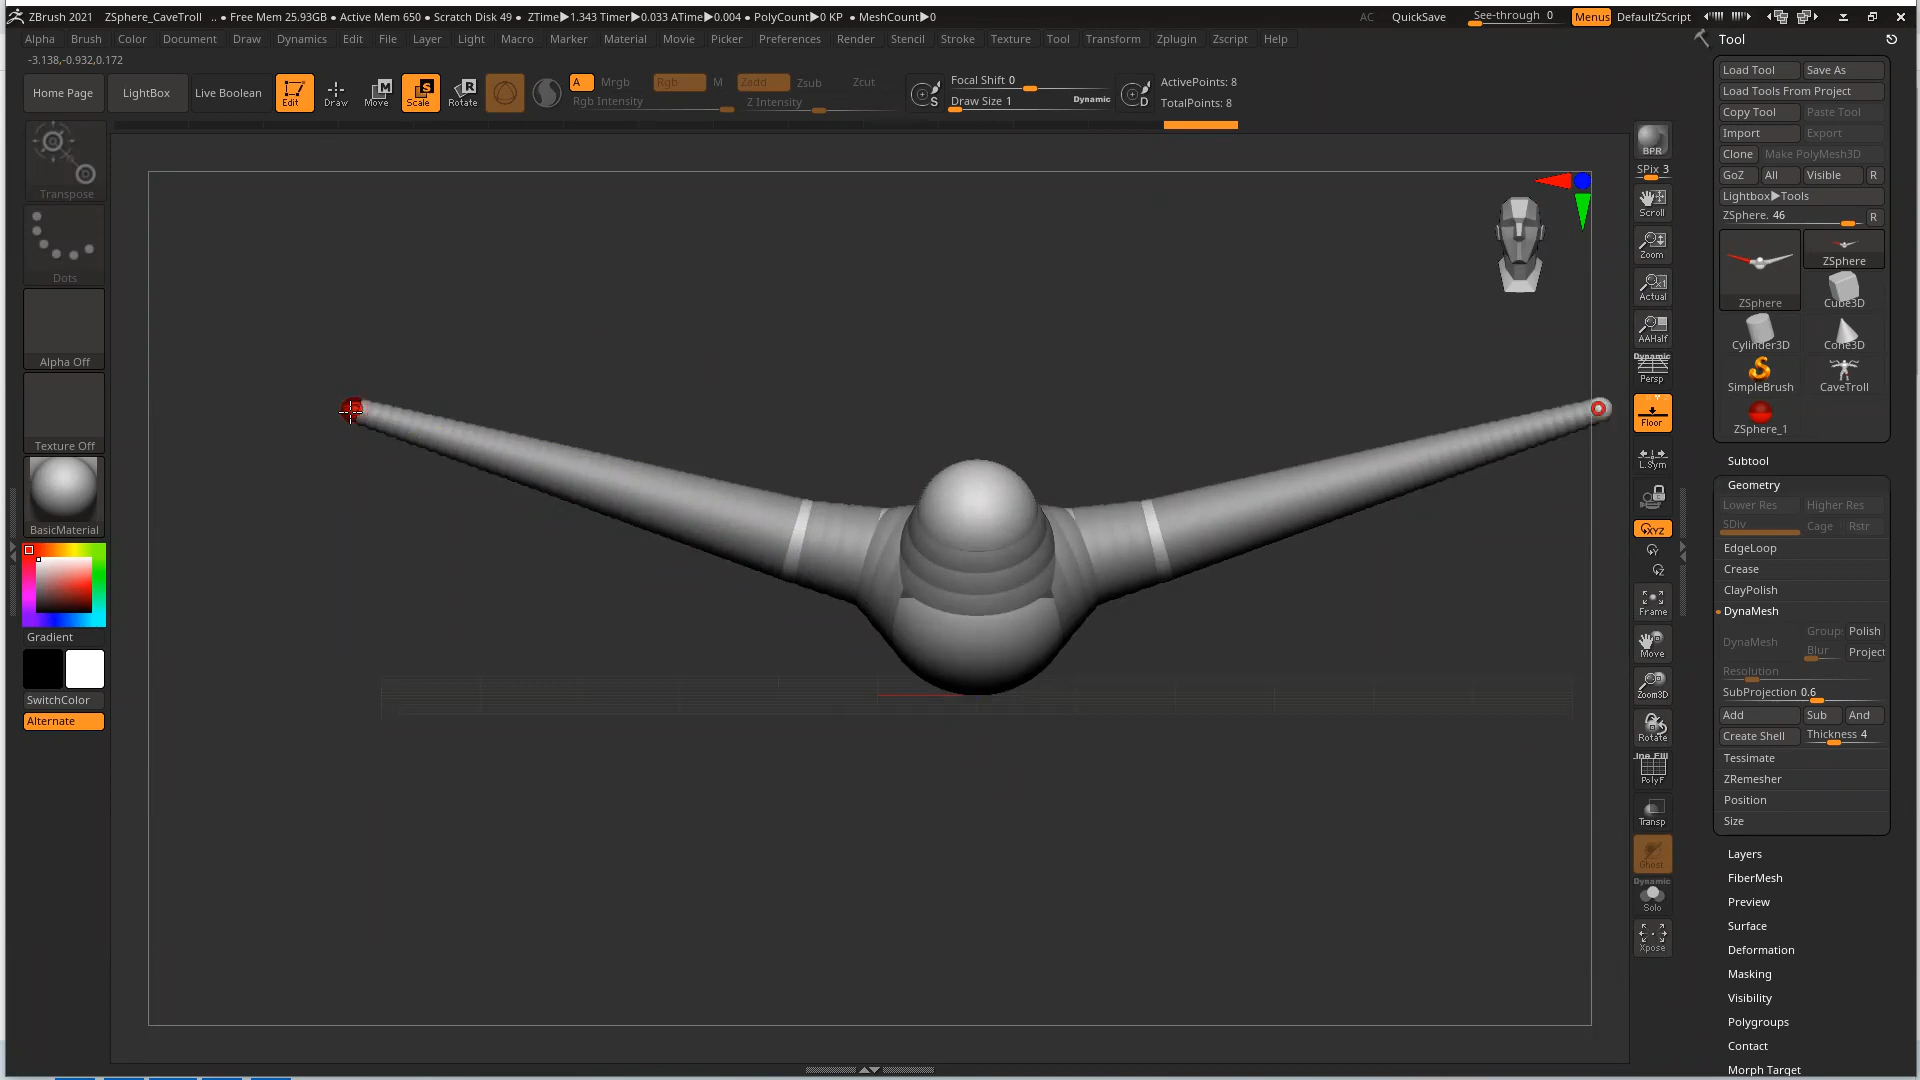 ZBrush 2021 ZSphere_CaveTroll .. • Free Mem 25.93GB • Active Mem 650 • Scratch Disk 49 • ZTime▶1.343 Timer▶0.033 ATime▶0.004 • PolyCount▶0 KP • MeshCount▶0 AC QuickSave See-through 0 Menus DefaultZScript
Alpha Brush Color Document Draw Dynamics Edit File Layer Light Macro Marker Material Movie Picker Preferences Render Stencil Stroke Texture Tool Transform Zplugin Zscript Help
-3.138,-0.932,0.172
Home Page LightBox Live Boolean Edit Draw Move Scale Rotate
A Mrgb Rgb M Zadd Zsub Zcut
Rgb Intensity Z Intensity
Focal Shift 0
Draw Size 1 Dynamic
S
D
ActivePoints: 8
TotalPoints: 8
Transpose
Dots
Alpha Off
Texture Off
BasicMaterial
Gradient
SwitchColor
Alternate
BPR
SPix 3
Scroll
Zoom
Actual
AAHalf
Dynamic
Persp
Floor
L.Sym
XYZ
Y
Z
Frame
Move
Zoom3D
Rotate
Line Fill
PolyF
Transp
Ghost
Dynamic
Solo
Xpose
Tool
Load Tool Save As
Load Tools From Project
Copy Tool Paste Tool
Import Export
Clone Make PolyMesh3D
GoZ All Visible R
Lightbox▶Tools
ZSphere. 46 R
ZSphere ZSphere
Cube3D
Cylinder3D Cone3D
SimpleBrush CaveTroll
ZSphere_1
Subtool
Geometry
Lower Res Higher Res
SDiv Cage Rstr
EdgeLoop
Crease
ClayPolish
DynaMesh
DynaMesh Group: Polish
Blur Project
Resolution
SubProjection 0.6
Add Sub And
Create Shell Thickness 4
Tessimate
ZRemesher
Position
Size
Layers
FiberMesh
Preview
Surface
Deformation
Masking
Visibility
Polygroups
Contact
Morph Target